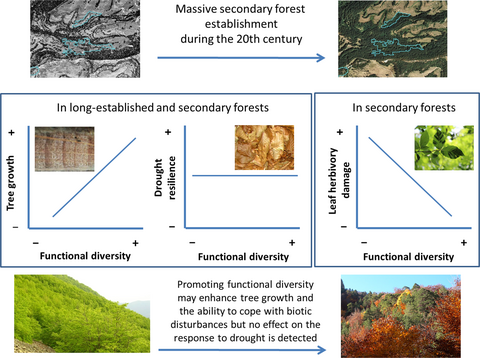 Massive secondary forest
establishment
during the 20th century
In long-established and secondary forests
+
Tree growth
−
− +
Functional diversity
+
Drought
resilience
−
− +
Functional diversity
In secondary forests
+
Leaf herbivory
damage
−
− +
Functional diversity
Promoting functional diversity
may enhance tree growth and
the ability to cope with biotic
disturbances but no effect on the
response to drought is detected